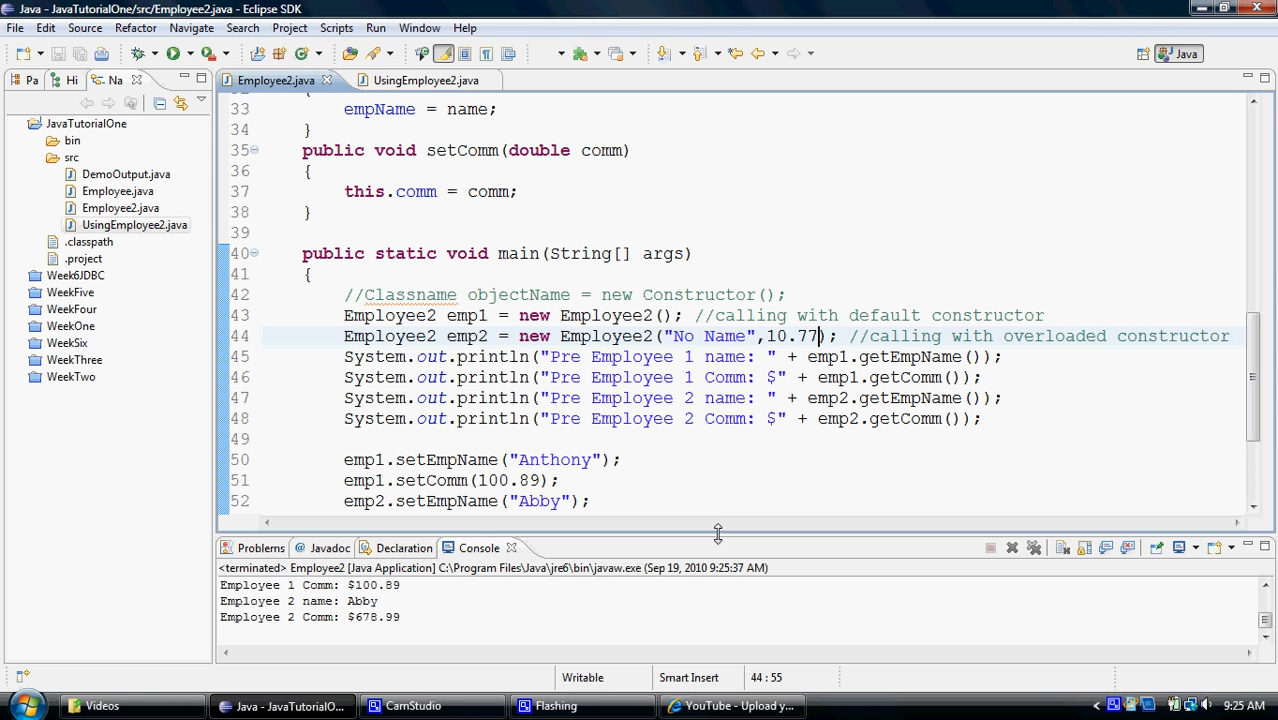 Java - JavaTutorialOne/src/Employee2.java - Eclipse SDK
File Edit Source Refactor Navigate Search Project Scripts Run Window Help
Java
Pa Hi Na
Employee2.java UsingEmployee2.java
JavaTutorialOne
bin
src
DemoOutput.java
Employee.java
Employee2.java
UsingEmployee2.java
.classpath
.project
Week6JDBC
WeekFive
WeekFour
WeekOne
WeekSix
WeekThree
WeekTwo
33 empName = name;
34 }
35 public void setComm(double comm)
36 {
37 this.comm = comm;
38 }
39
40 public static void main(String[] args)
41 {
42 //Classname objectName = new Constructor();
43 Employee2 emp1 = new Employee2(); //calling with default constructor
44 Employee2 emp2 = new Employee2("No Name",10.77); //calling with overloaded constructor
45 System.out.println("Pre Employee 1 name: " + emp1.getEmpName());
46 System.out.println("Pre Employee 1 Comm: $" + emp1.getComm());
47 System.out.println("Pre Employee 2 name: " + emp2.getEmpName());
48 System.out.println("Pre Employee 2 Comm: $" + emp2.getComm());
49
50 emp1.setEmpName("Anthony");
51 emp1.setComm(100.89);
52 emp2.setEmpName("Abby");
Problems Javadoc Declaration Console
<terminated> Employee2 [Java Application] C:\Program Files\Java\jre6\bin\javaw.exe (Sep 19, 2010 9:25:37 AM)
Employee 1 Comm: $100.89
Employee 2 name: Abby
Employee 2 Comm: $678.99
Writable Smart Insert 44 : 55
Videos Java - JavaTutorialO... CamStudio Flashing YouTube - Upload y... 9:25 AM